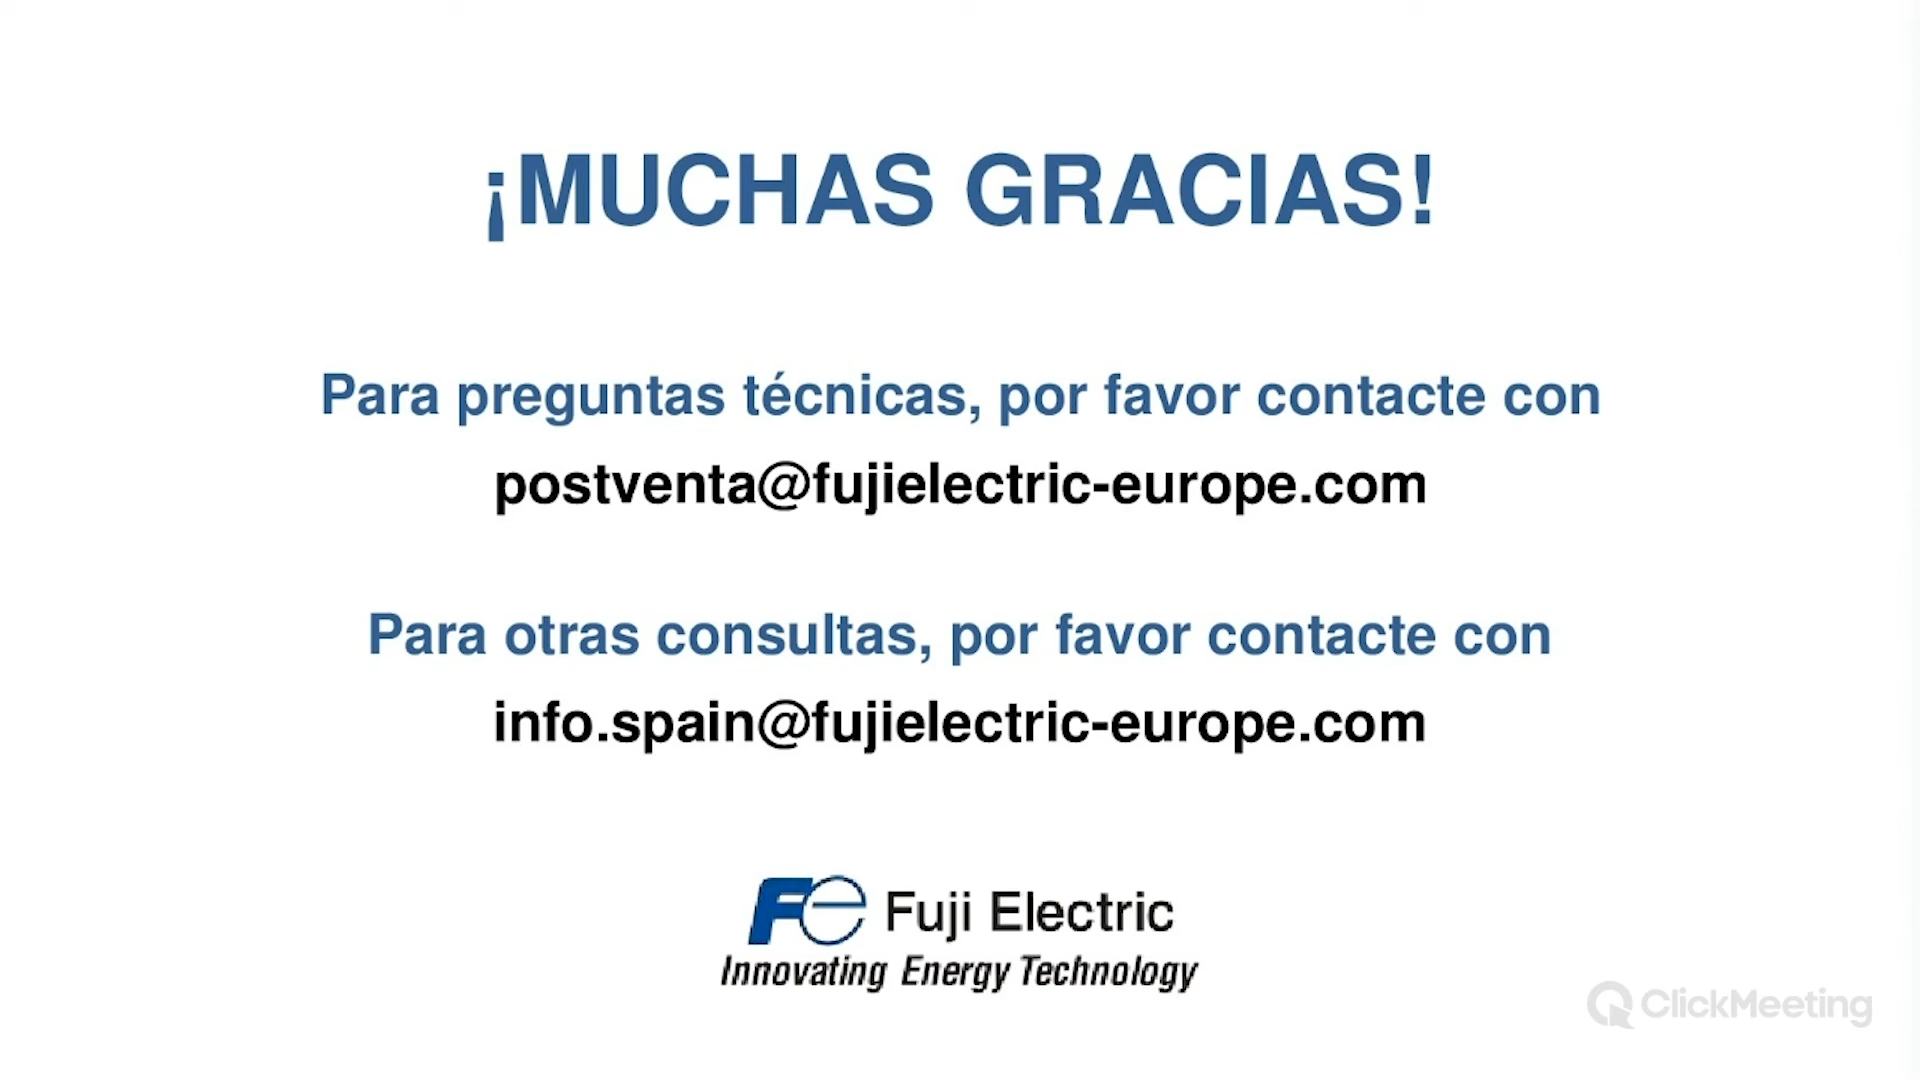 ¡MUCHAS GRACIAS!
Para preguntas técnicas, por favor contacte con
postventa@fujielectric-europe.com
Para otras consultas, por favor contacte con
info.spain@fujielectric-europe.com
Fe Fuji Electric
Innovating Energy Technology
ClickMeeting